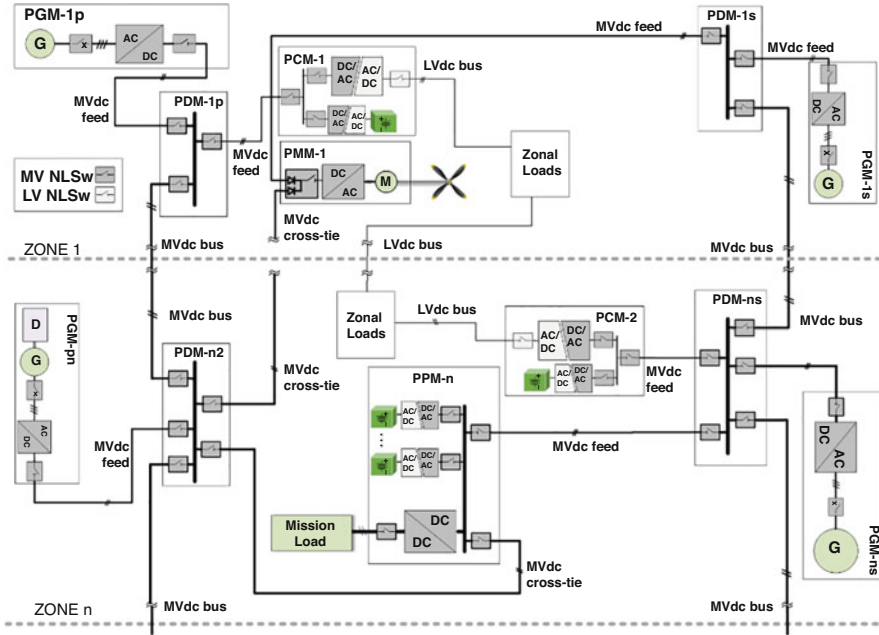 PGM-1p
G
x
AC
DC
MVdc
feed
PDM-1p
MVdc
feed
MV NLSw
LV NLSw
ZONE 1
MVdc bus
PCM-1
DC/
AC
AC/
DC
DC/
AC
AC/
DC
LVdc bus
PMM-1
DC
AC
M
MVdc
cross-tie
Zonal
Loads
LVdc bus
MVdc feed
PDM-1s
MVdc feed
DC
AC
x
G
PGM-1s
MVdc bus
D
G
x
AC
DC
PGM-pn
MVdc bus
PDM-n2
MVdc
feed
MVdc
cross-tie
Zonal
Loads
LVdc bus
PCM-2
AC/
DC
DC/
AC
AC/
DC
DC/
AC
MVdc
feed
PDM-ns
MVdc bus
PPM-n
AC/
DC
DC/
AC
AC/
DC
DC/
AC
MVdc feed
Mission
Load
DC
DC
MVdc
cross-tie
DC
AC
x
G
PGM-ns
ZONE n
MVdc bus
MVdc bus